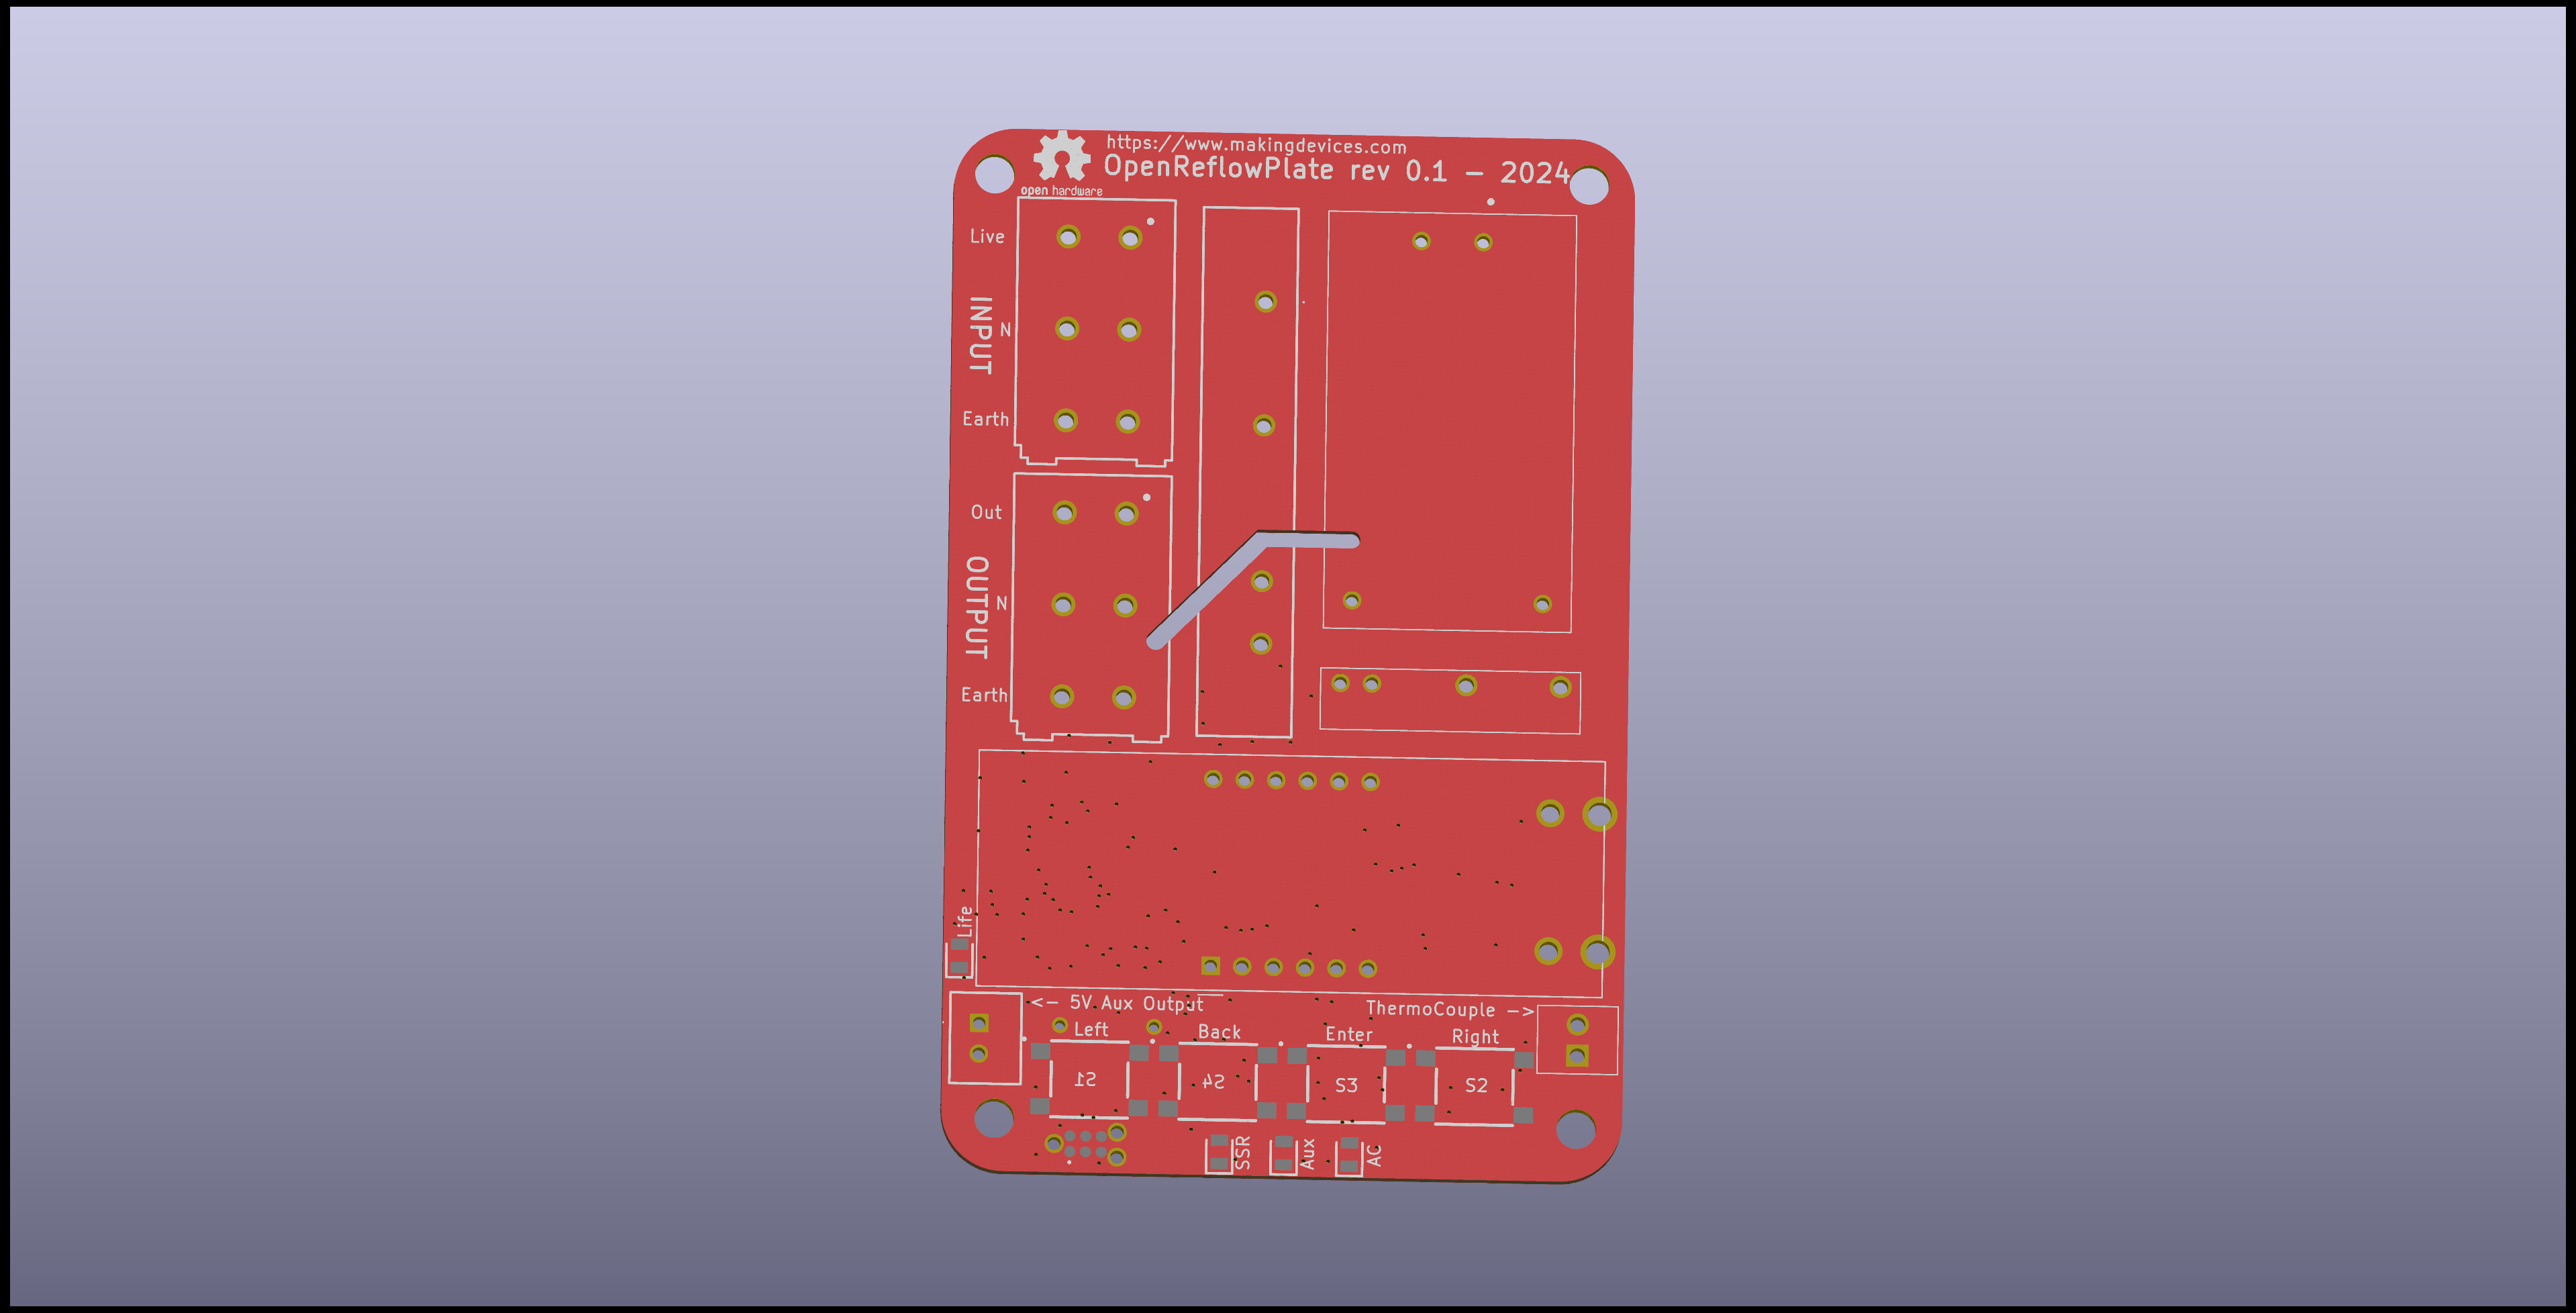 https://www.makingdevices.com
OpenReflowPlate rev 0.1 - 2024
open hardware
Live
INPUT
N
Earth
Out
OUTPUT
N
Earth
Life
<- 5V Aux Output
ThermoCouple ->
Left
Back
Enter
Right
S1
S4
S3
S2
SSR
Aux
AC